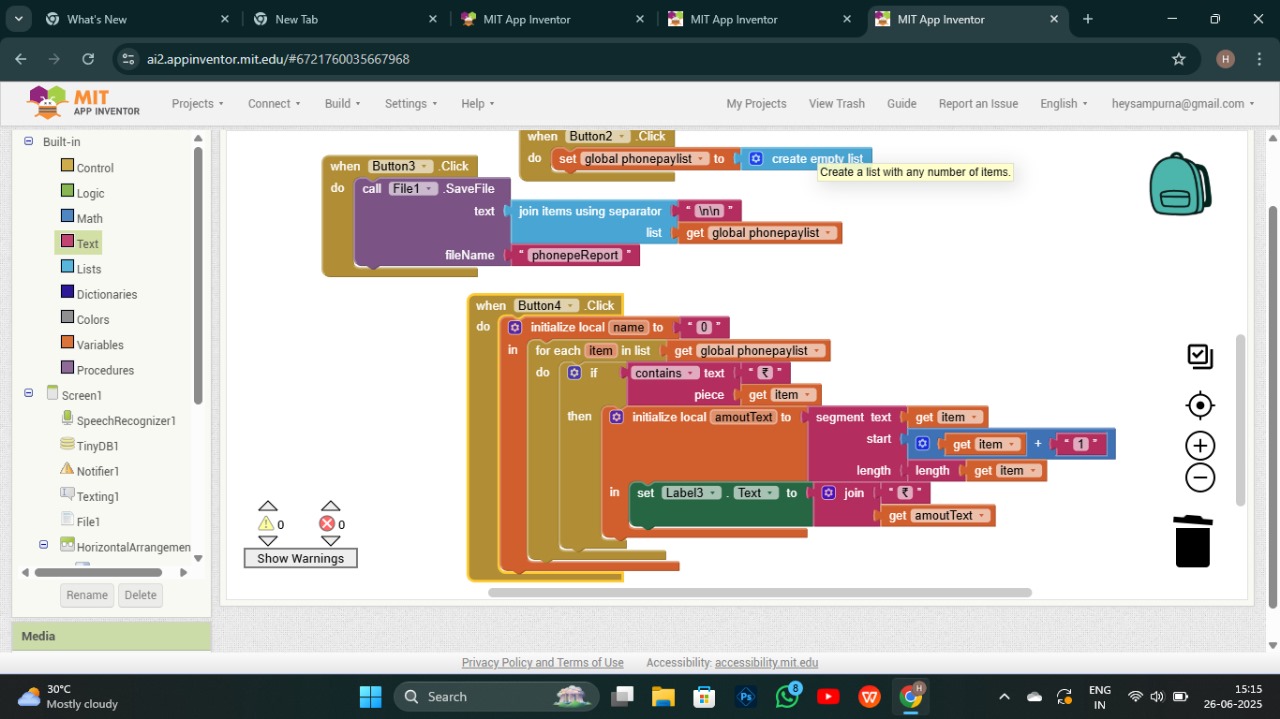 What's New
New Tab
MIT App Inventor
MIT App Inventor
MIT App Inventor
ai2.appinventor.mit.edu/#6721760035667968
H
MIT
APP INVENTOR
Projects
Connect
Build
Settings
Help
My Projects
View Trash
Guide
Report an Issue
English
heysampurna@gmail.com
Built-in
Control
Logic
Math
Text
Lists
Dictionaries
Colors
Variables
Procedures
Screen1
SpeechRecognizer1
TinyDB1
Notifier1
Texting1
File1
HorizontalArrangemen
Rename Delete
Media
when Button2 .Click
do set global phonepaylist to create empty list
Create a list with any number of items.
when Button3 .Click
do call File1 .SaveFile
text join items using separator " \n\n "
list get global phonepaylist
fileName " phonepeReport "
when Button4 .Click
do initialize local name to " 0 "
in for each item in list get global phonepaylist
do if contains text " ₹ "
piece get item
then initialize local amoutText to segment text get item
start get item + " 1 "
length length get item
in set Label3 . Text to join " ₹ "
get amoutText
0 0
Show Warnings
Privacy Policy and Terms of Use Accessibility: accessibility.mit.edu
30°C
Mostly cloudy
Search
Ps
8
W
H
ENG
IN
15:15
26-06-2025